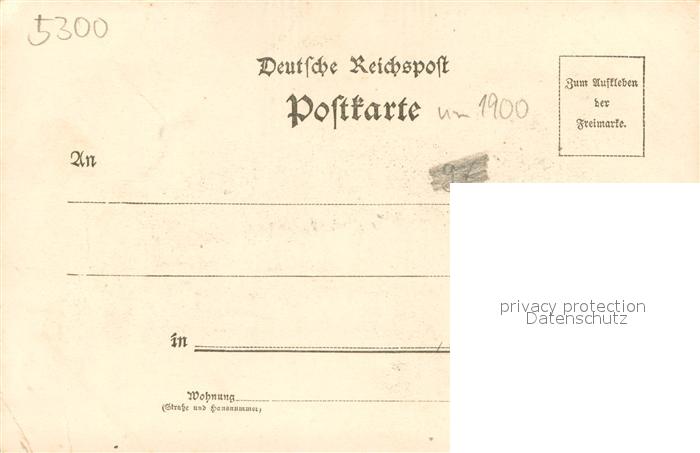 5300
Deutsche Reichspost
Postkarte um 1900
Zum Aufkleben
der
Freimarke.
An
privacy protection
Datenschutz
in
Wohnung
(Straße und Hausnummer)